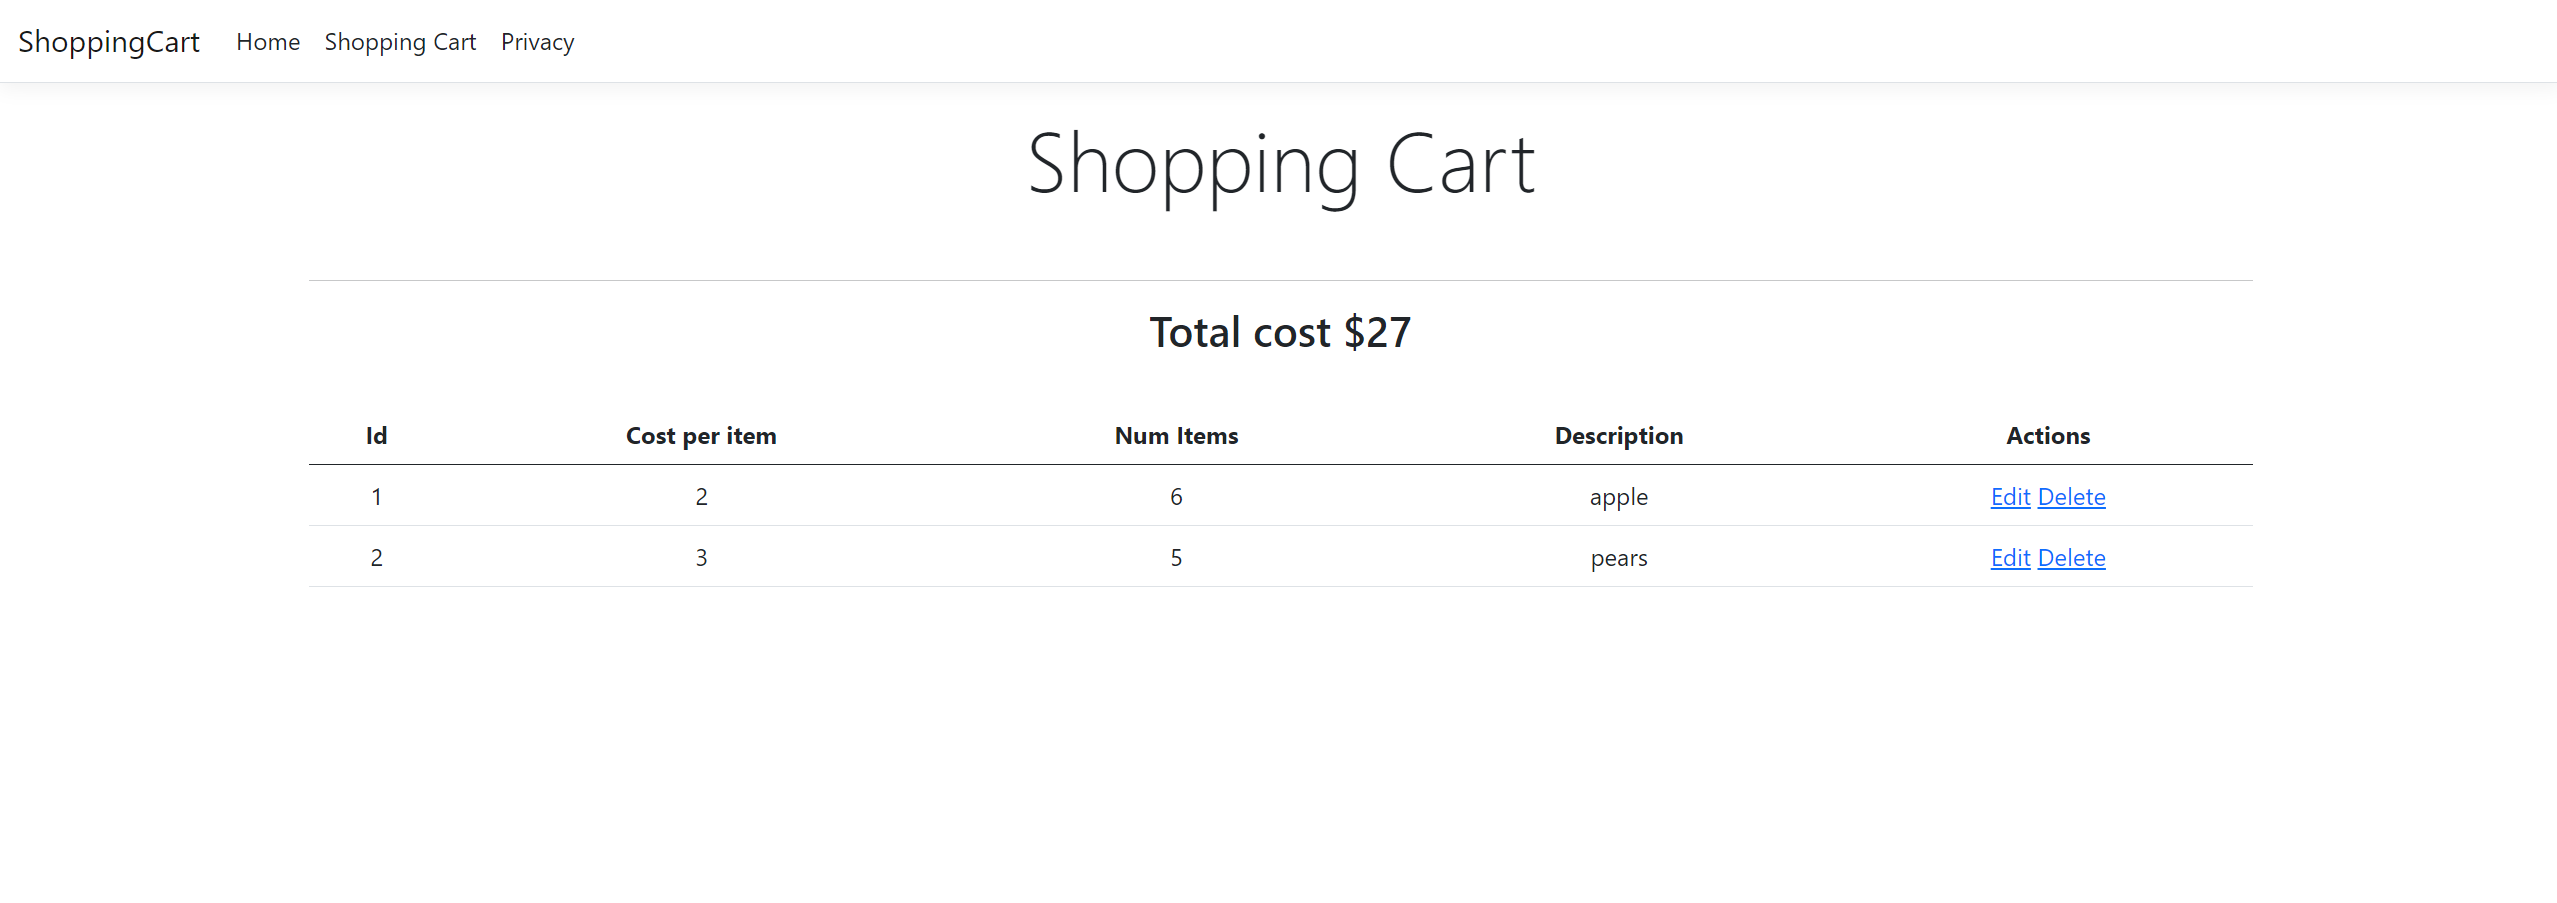 ShoppingCart Home Shopping Cart Privacy
Shopping Cart
Total cost $27
Id Cost per item Num Items Description Actions
1 2 6 apple Edit Delete
2 3 5 pears Edit Delete